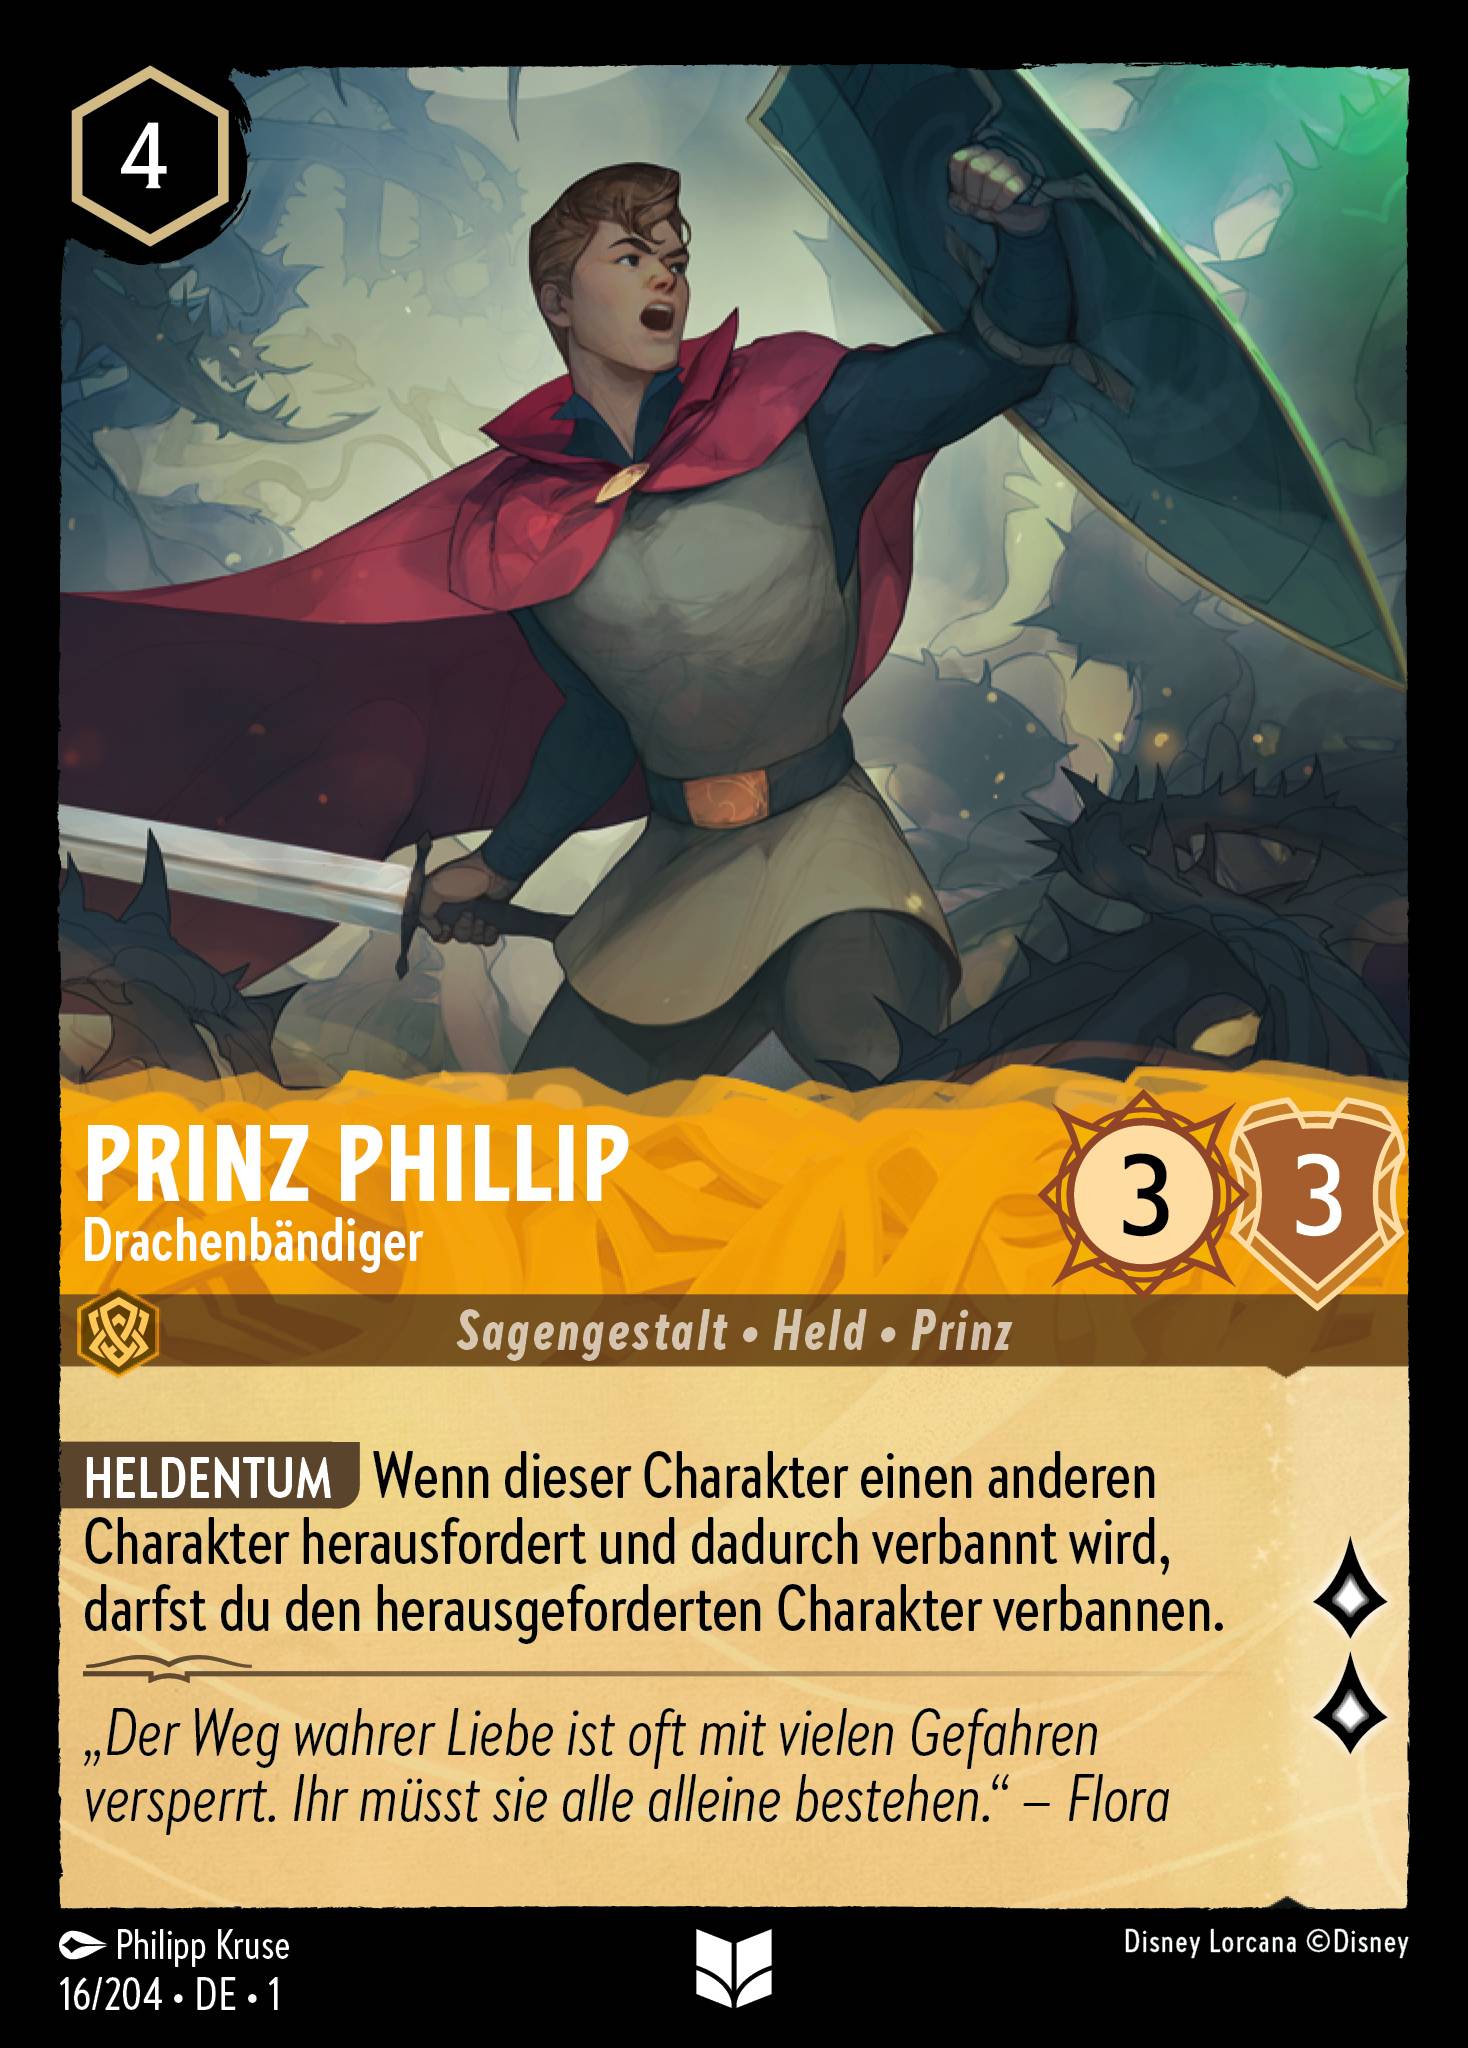 4
PRINZ PHILLIP
Drachenbändiger
3
3
Sagengestalt • Held • Prinz
HELDENTUM Wenn dieser Charakter einen anderen
Charakter herausfordert und dadurch verbannt wird,
darfst du den herausgeforderten Charakter verbannen.
„Der Weg wahrer Liebe ist oft mit vielen Gefahren
versperrt. Ihr müsst sie alle alleine bestehen.“ – Flora
Philipp Kruse
16/204 • DE • 1
Disney Lorcana ©Disney